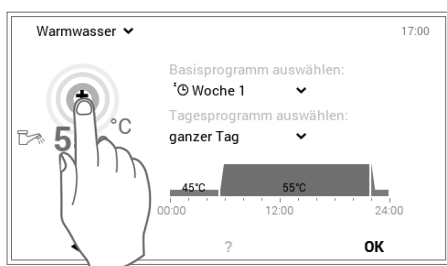 Warmwasser
17:00
Basisprogramm auswählen:
Woche 1
Tagesprogramm auswählen:
ganzer Tag
5
°C
45°C
55°C
00:00
12:00
24:00
?
OK